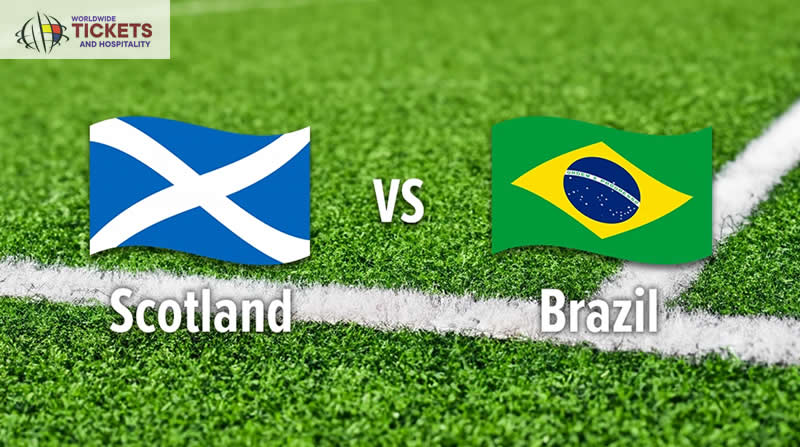 WORLDWIDE
TICKETS
AND HOSPITALITY
VS
Scotland
Brazil